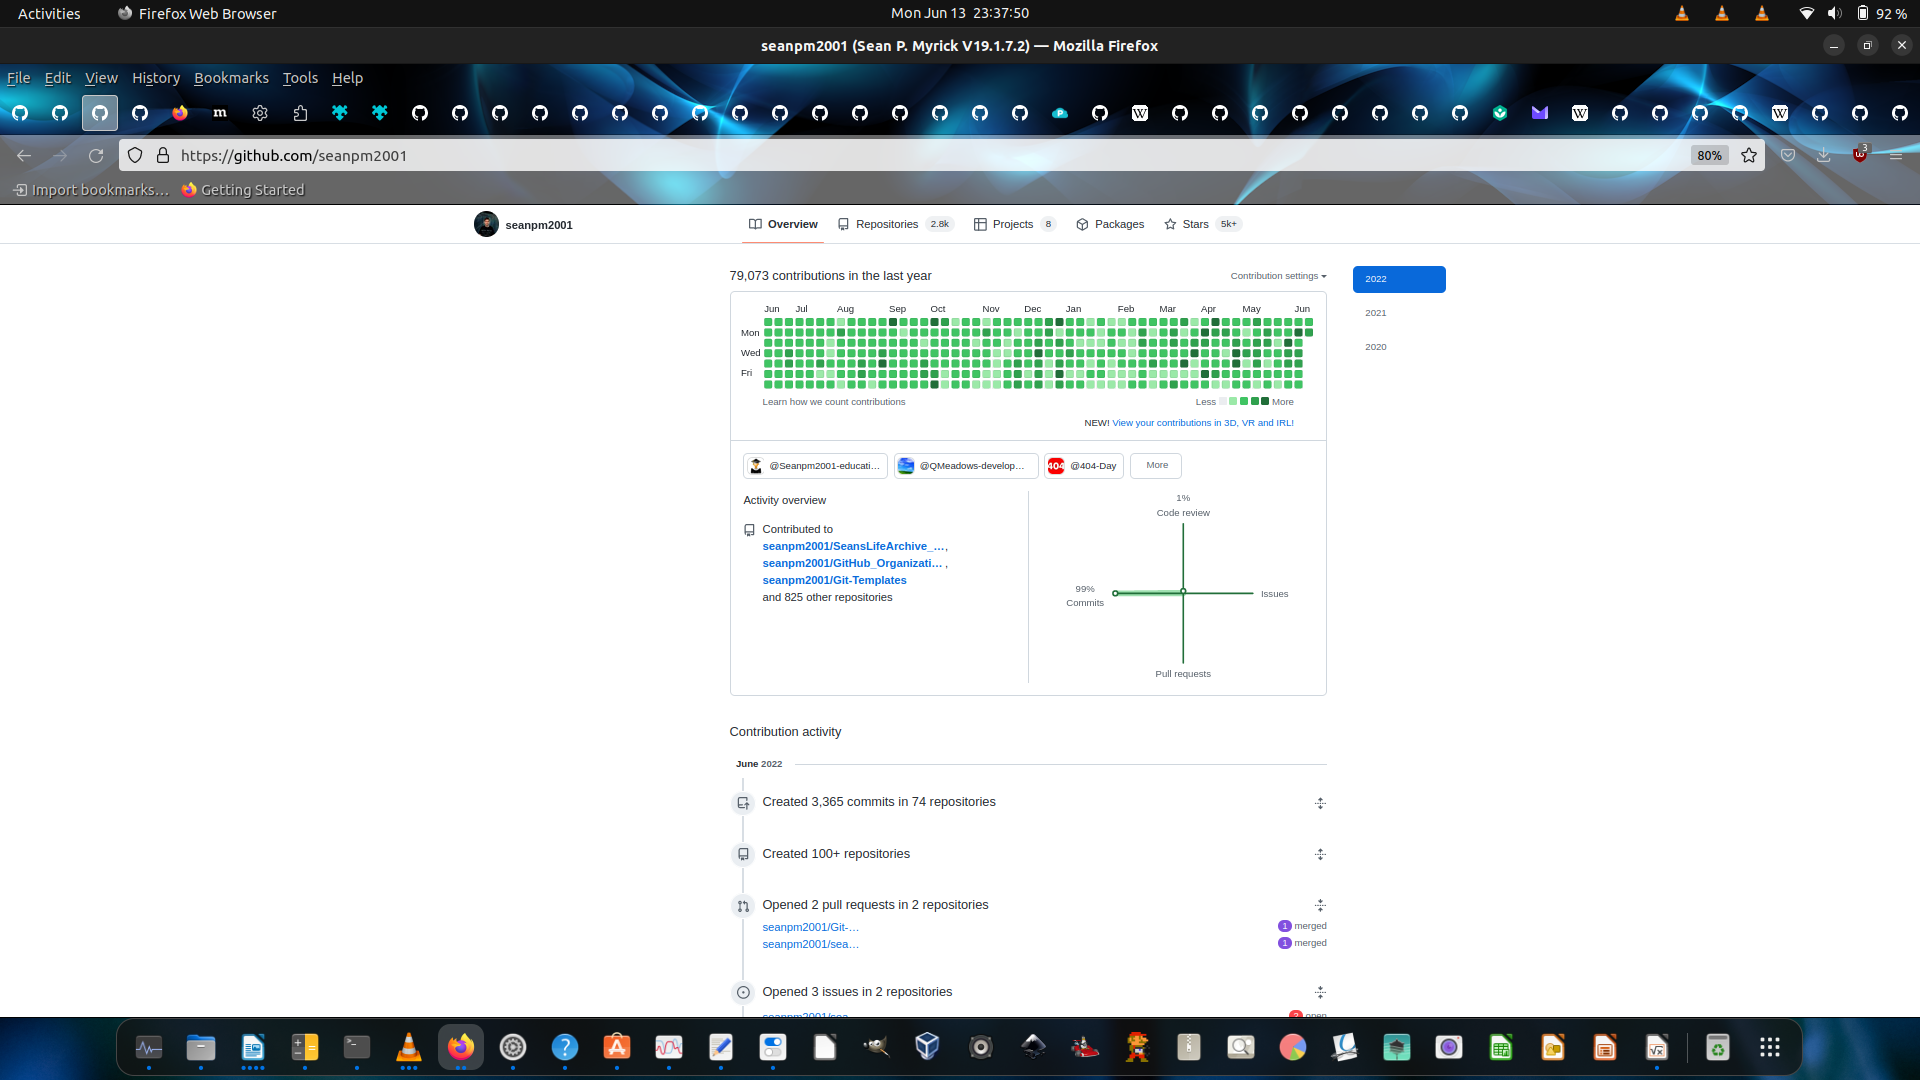 Activities Firefox Web Browser Mon Jun 13 23:37:50 92 %
seanpm2001 (Sean P. Myrick V19.1.7.2) — Mozilla Firefox
File Edit View History Bookmarks Tools Help
https://github.com/seanpm2001 80% 3
Import bookmarks… Getting Started
seanpm2001 Overview Repositories 2.8k Projects 8 Packages Stars 5k+
79,073 contributions in the last year Contribution settings
2022
2021
2020
Jun Jul Aug Sep Oct Nov Dec Jan Feb Mar Apr May Jun
Mon
Wed
Fri
Learn how we count contributions Less More
NEW! View your contributions in 3D, VR and IRL!
@Seanpm2001-educati… @QMeadows-develop… 404 @404-Day More
Activity overview
Contributed to
seanpm2001/SeansLifeArchive_…,
seanpm2001/GitHub_Organizati… ,
seanpm2001/Git-Templates
and 825 other repositories
1%
Code review
99%
Commits
Issues
Pull requests
Contribution activity
June 2022
Created 3,365 commits in 74 repositories
Created 100+ repositories
Opened 2 pull requests in 2 repositories
seanpm2001/Git-… 1 merged
seanpm2001/sea… 1 merged
Opened 3 issues in 2 repositories
seanpm2001/sea… 2 open